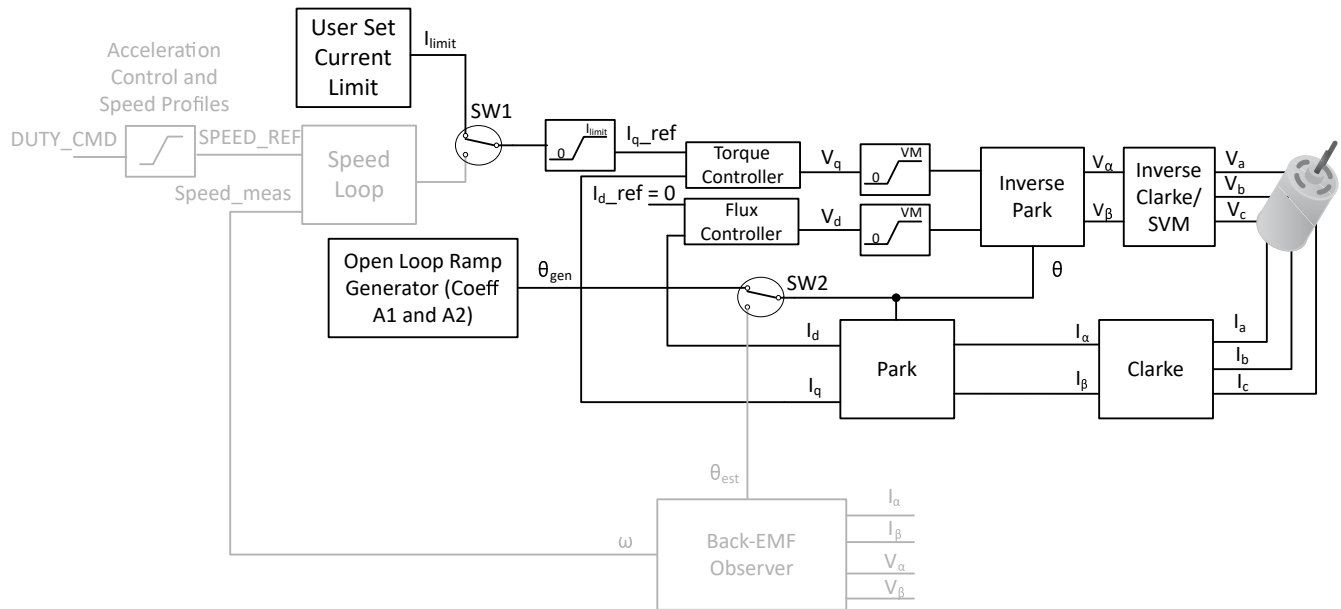 User Set
Current
Limit
I_limit
Acceleration
Control and
Speed Profiles
SW1
DUTY_CMD
SPEED_REF
Speed
Loop
Speed_meas
I_limit
0
I_q_ref
Torque
Controller
V_q
VM
0
I_d_ref = 0
Flux
Controller
V_d
VM
0
Inverse
Park
V_α
V_β
Inverse
Clarke/
SVM
V_a
V_b
V_c
Open Loop Ramp
Generator (Coeff
A1 and A2)
θ_gen
SW2
θ
I_d
I_q
Park
I_α
I_β
Clarke
I_a
I_b
I_c
θ_est
ω
Back-EMF
Observer
I_α
I_β
V_α
V_β